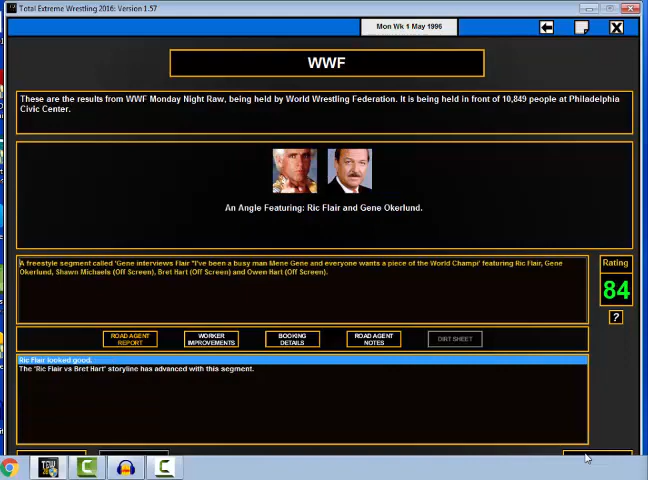 Total Extreme Wrestling 2016: Version 1.57
Mon Wk 1 May 1996
WWF
These are the results from WWF Monday Night Raw, being held by World Wrestling Federation. It is being held in front of 10,849 people at Philadelphia
Civic Center.
An Angle Featuring: Ric Flair and Gene Okerlund.
A freestyle segment called 'Gene interviews Flair "I've been a busy man Mene Gene and everyone wants a piece of the World Champi' featuring Ric Flair, Gene
Okerlund, Shawn Michaels (Off Screen), Bret Hart (Off Screen) and Owen Hart (Off Screen).
Rating
84
?
ROAD AGENT REPORT
WORKER IMPROVEMENTS
BOOKING DETAILS
ROAD AGENT NOTES
DIRT SHEET
Ric Flair looked good.
The 'Ric Flair vs Bret Hart' storyline has advanced with this segment.